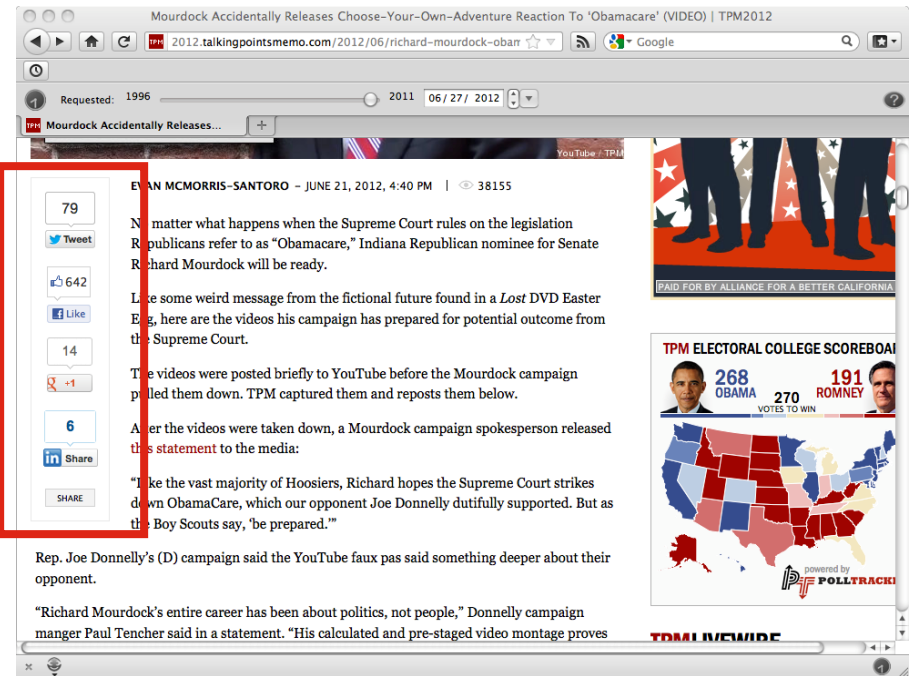 Mourdock Accidentally Releases Choose-Your-Own-Adventure Reaction To 'Obamacare' (VIDEO) | TPM2012
TPM 2012.talkingpointsmemo.com/2012/06/richard-mourdock-obam
Google
Requested: 1996 2011 06/27/2012
TPM Mourdock Accidentally Releases...
YouTube / TPM
EVAN MCMORRIS-SANTORO – JUNE 21, 2012, 4:40 PM | 38155
79
Tweet
642
Like
14
+1
6
in Share
SHARE
No matter what happens when the Supreme Court rules on the legislation
Republicans refer to as “Obamacare,” Indiana Republican nominee for Senate
Richard Mourdock will be ready.
Like some weird message from the fictional future found in a Lost DVD Easter
Egg, here are the videos his campaign has prepared for potential outcome from
the Supreme Court.
The videos were posted briefly to YouTube before the Mourdock campaign
pulled them down. TPM captured them and reposts them below.
After the videos were taken down, a Mourdock campaign spokesperson released
this statement to the media:
“Like the vast majority of Hoosiers, Richard hopes the Supreme Court strikes
down ObamaCare, which our opponent Joe Donnelly dutifully supported. But as
the Boy Scouts say, ‘be prepared.’”
Rep. Joe Donnelly’s (D) campaign said the YouTube faux pas said something deeper about their
opponent.
“Richard Mourdock’s entire career has been about politics, not people,” Donnelly campaign
manger Paul Tencher said in a statement. “His calculated and pre-staged video montage proves
PAID FOR BY ALLIANCE FOR A BETTER CALIFORNIA
TPM ELECTORAL COLLEGE SCOREBOA
268 OBAMA
191 ROMNEY
270
VOTES TO WIN
powered by
POLLTRACK
TPMLIVEWIRE